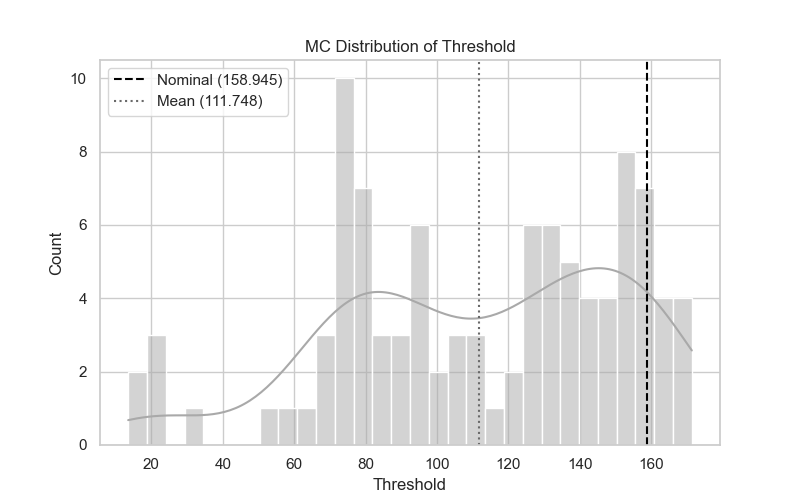 MC Distribution of Threshold
Nominal (158.945)
Mean (111.748)
Count
10
8
6
4
2
0
20 40 60 80 100 120 140 160
Threshold